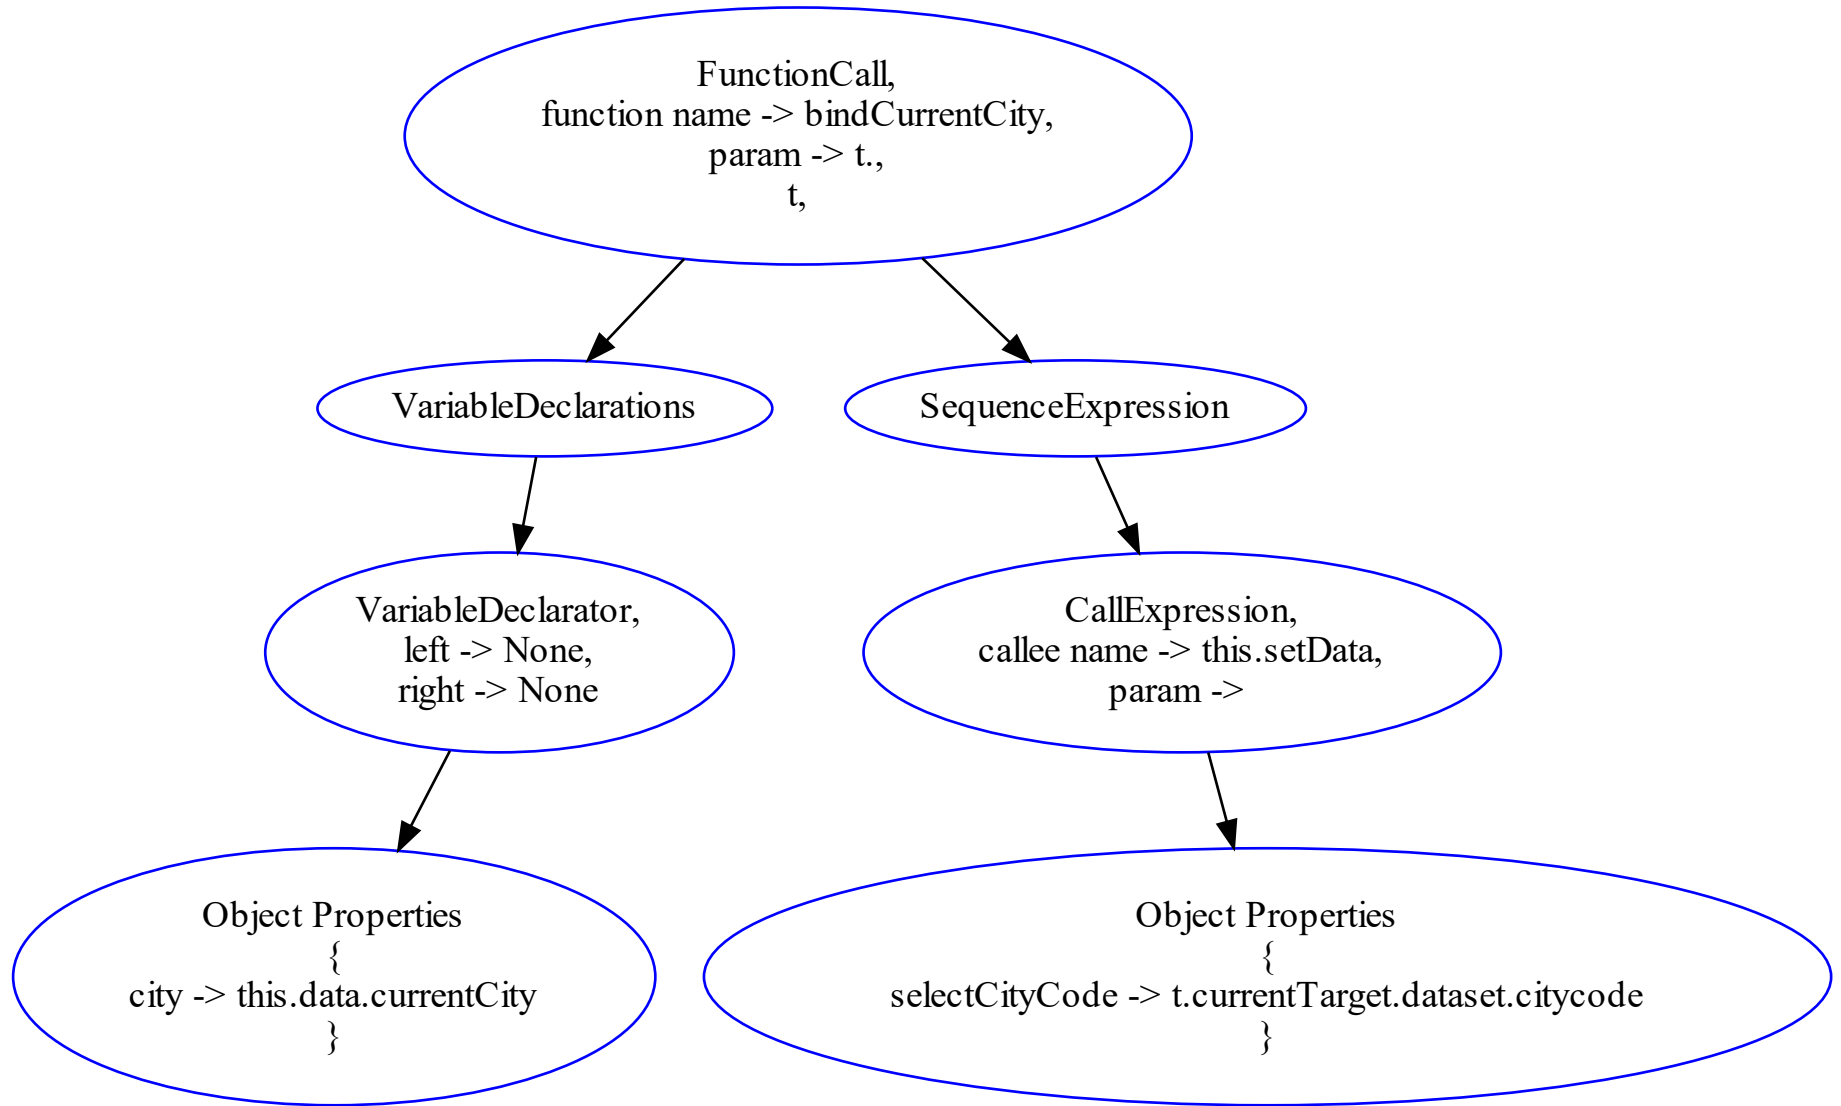 FunctionCall,
function name -> bindCurrentCity,
param -> t.,
t,
VariableDeclarations
SequenceExpression
VariableDeclarator,
left -> None,
right -> None
CallExpression,
callee name -> this.setData,
param ->
Object Properties
{
city -> this.data.currentCity
}
Object Properties
{
selectCityCode -> t.currentTarget.dataset.citycode
}